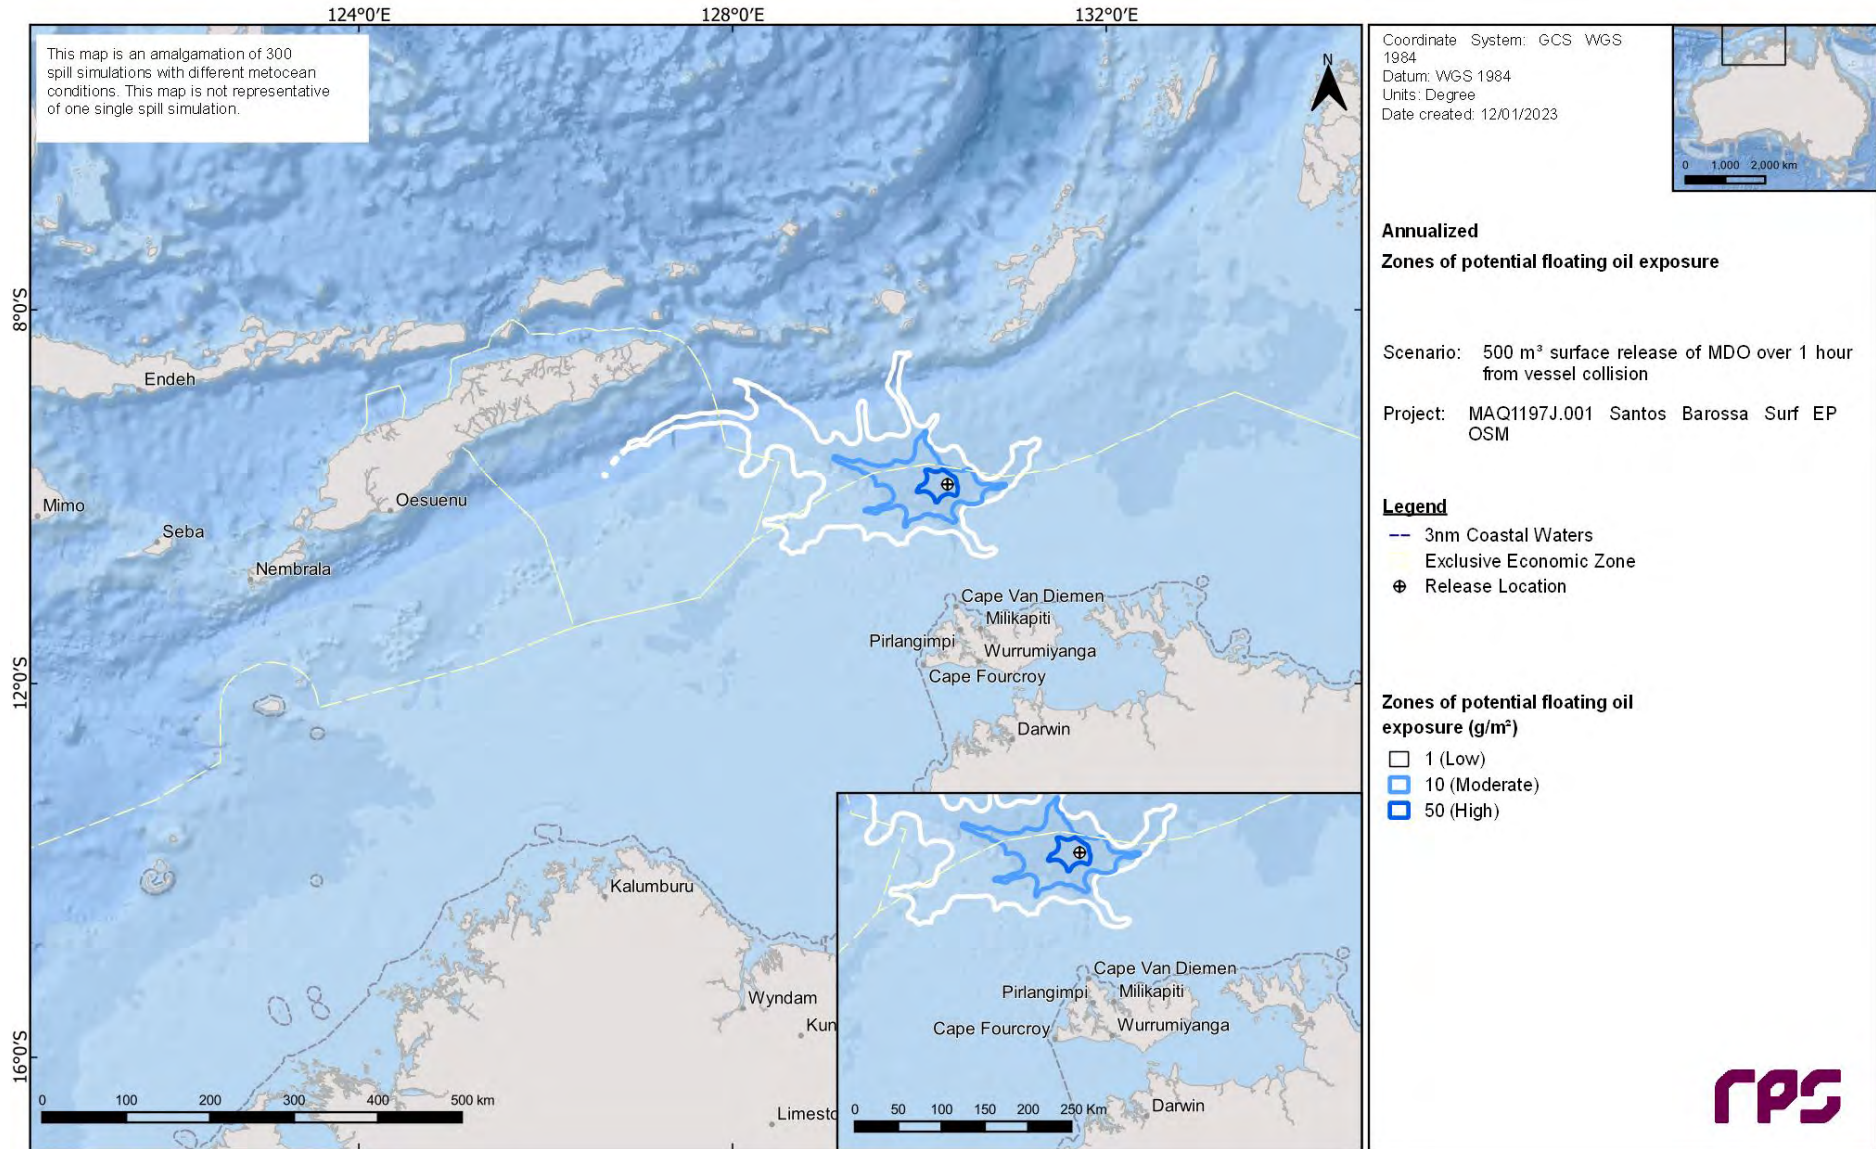 124°0'E
128°0'E
132°0'E
8°0'S
12°0'S
16°0'S
This map is an amalgamation of 300
spill simulations with different metocean
conditions. This map is not representative
of one single spill simulation.
N
Endeh
Mimo
Seba
Oesuenu
Nembrala
Cape Van Diemen
Milikapiti
Pirlangimpi
Wurrumiyanga
Cape Fourcroy
Darwin
Kalumburu
Wyndam
Kun
Limesto
0 100 200 300 400 500 km
Cape Van Diemen
Pirlangimpi
Milikapiti
Cape Fourcroy
Wurrumiyanga
Darwin
0 50 100 150 200 250 Km
Coordinate System: GCS WGS
1984
Datum: WGS 1984
Units: Degree
Date created: 12/01/2023
0 1,000 2,000 km
Annualized
Zones of potential floating oil exposure
Scenario: 500 m³ surface release of MDO over 1 hour
from vessel collision
Project: MAQ1197J.001 Santos Barossa Surf EP
OSM
Legend
3nm Coastal Waters
Exclusive Economic Zone
Release Location
Zones of potential floating oil
exposure (g/m²)
1 (Low)
10 (Moderate)
50 (High)
rps